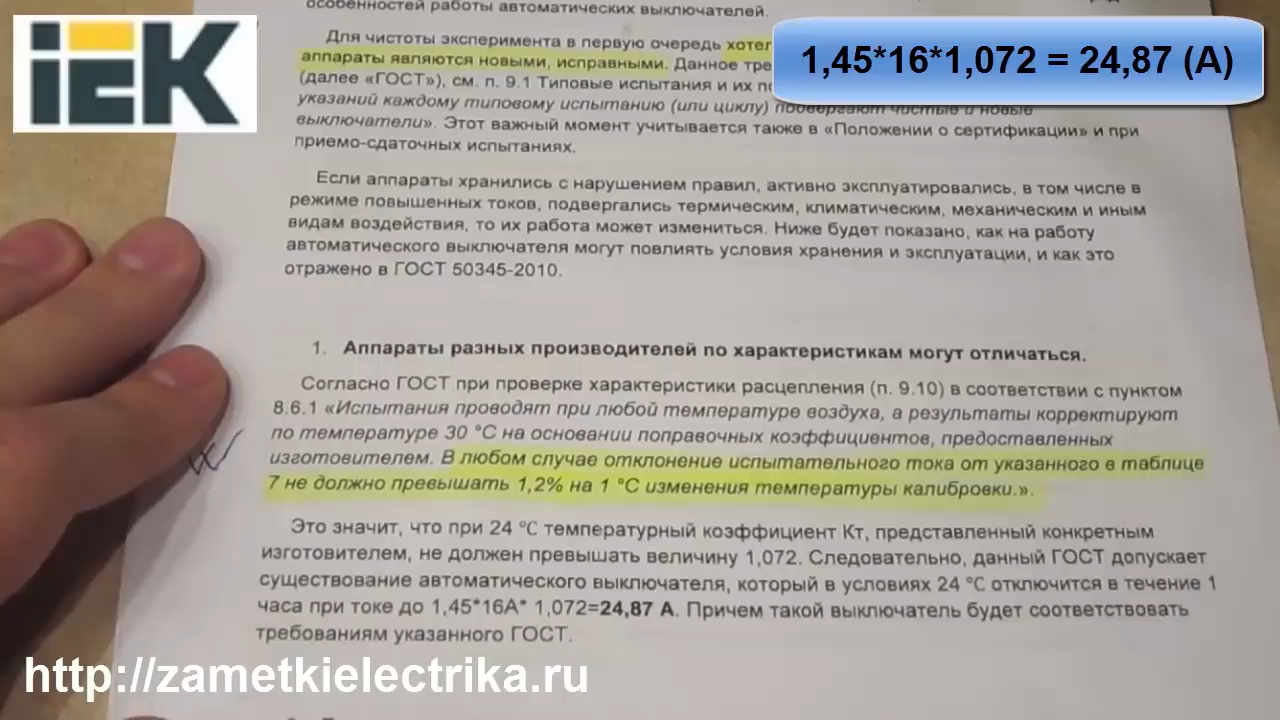 IEK
1,45*16*1,072 = 24,87 (А)
особенностей работы автоматических выключателей.
Для чистоты эксперимента в первую очередь хотел
аппараты являются новыми, исправными. Данное тре
(далее «ГОСТ»), см. п. 9.1 Типовые испытания и их по
указаний каждому типовому испытанию (или циклу) подвергают чистые и новые
выключатели». Этот важный момент учитывается также в «Положении о сертификации» и при
приемо-сдаточных испытаниях.
Если аппараты хранились с нарушением правил, активно эксплуатировались, в том числе в
режиме повышенных токов, подвергались термическим, климатическим, механическим и иным
видам воздействия, то их работа может измениться. Ниже будет показано, как на работу
автоматического выключателя могут повлиять условия хранения и эксплуатации, и как это
отражено в ГОСТ 50345-2010.
1. Аппараты разных производителей по характеристикам могут отличаться.
Согласно ГОСТ при проверке характеристики расцепления (п. 9.10) в соответствии с пунктом
8.6.1 «Испытания проводят при любой температуре воздуха, а результаты корректируют
по температуре 30 °C на основании поправочных коэффициентов, предоставленных
изготовителем. В любом случае отклонение испытательного тока от указанного в таблице
7 не должно превышать 1,2% на 1 °C изменения температуры калибровки.».
Это значит, что при 24 °C температурный коэффициент Кт, представленный конкретным
изготовителем, не должен превышать величину 1,072. Следовательно, данный ГОСТ допускает
существование автоматического выключателя, который в условиях 24 °C отключится в течение 1
часа при токе до 1,45*16А* 1,072=24,87 А. Причем такой выключатель будет соответствовать
требованиям указанного ГОСТ.
http://zametkielectrika.ru